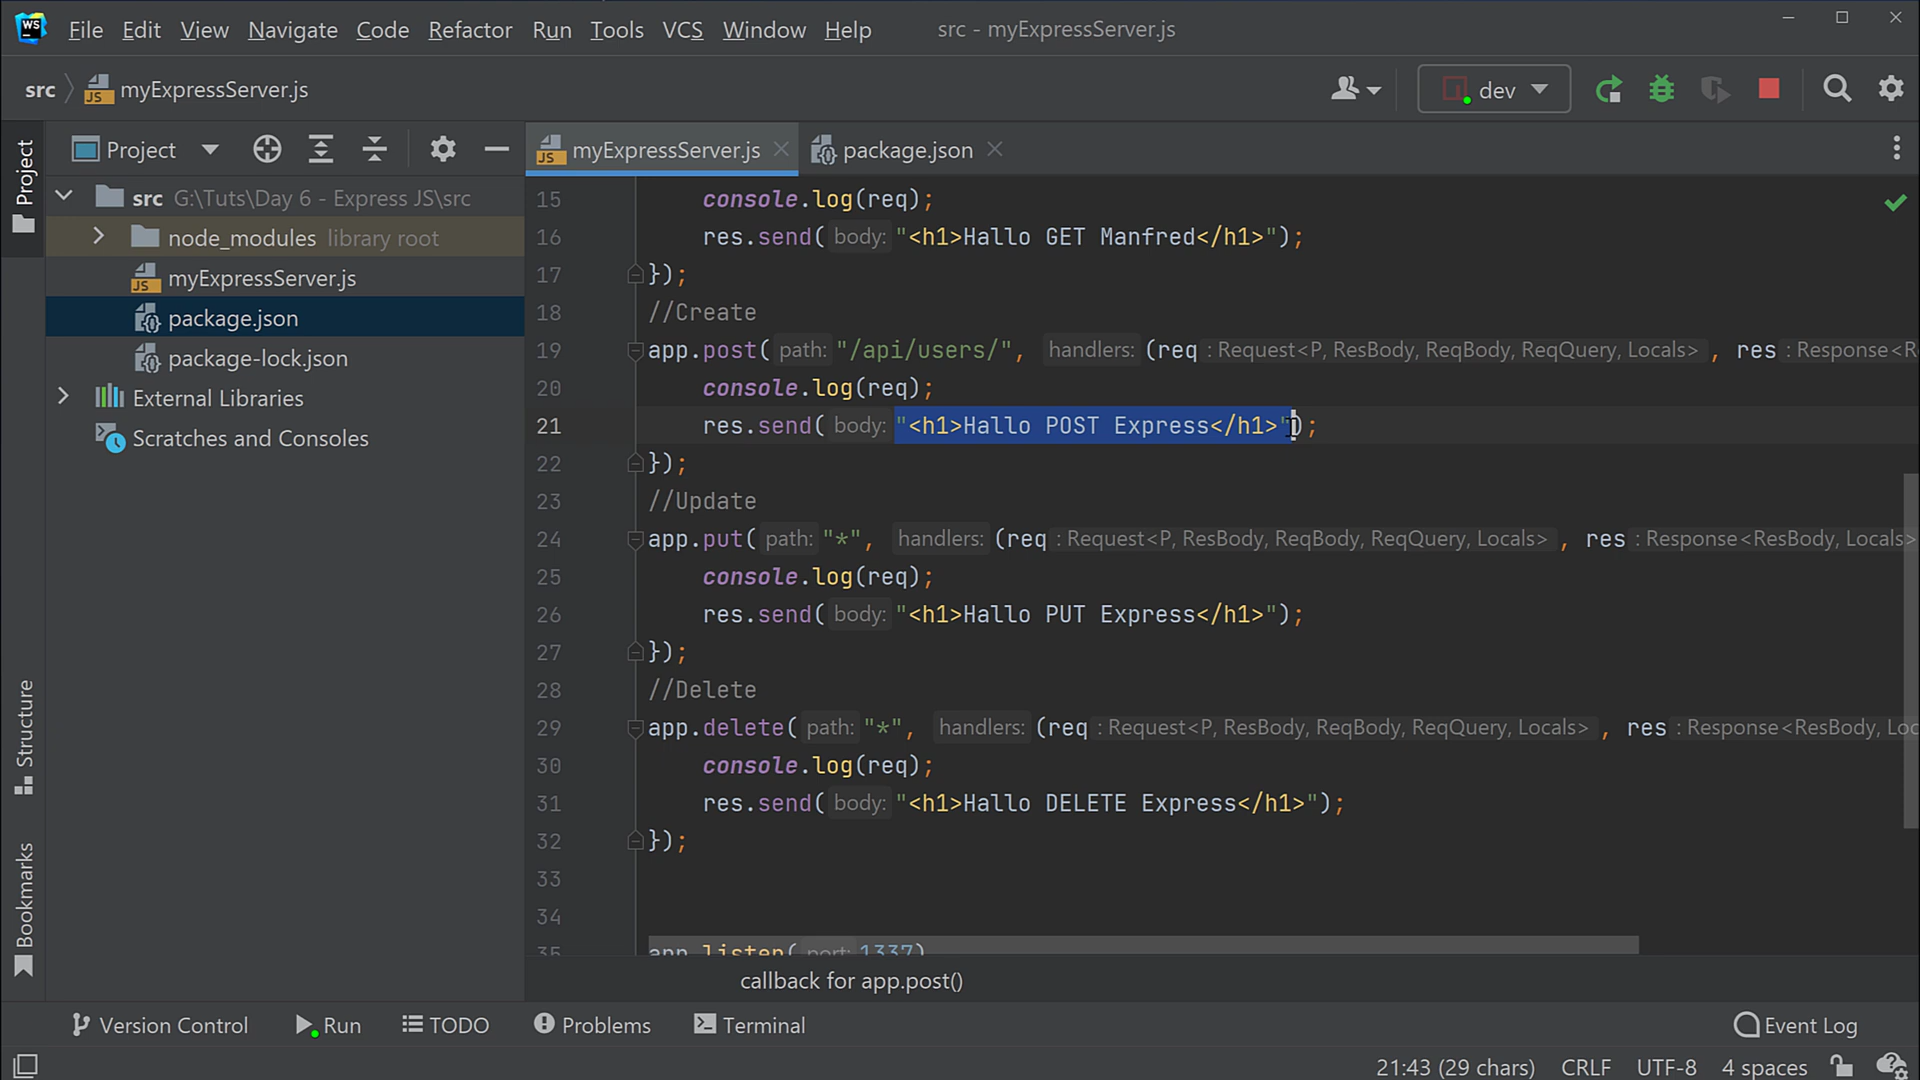 WS File Edit View Navigate Code Refactor Run Tools VCS Window Help src - myExpressServer.js
src JS myExpressServer.js dev
Project
Project
myExpressServer.js
package.json
src G:\Tuts\Day 6 - Express JS\src
node_modules library root
JS myExpressServer.js
package.json
package-lock.json
External Libraries
Scratches and Consoles
15 console.log(req);
16 res.send( body: "<h1>Hallo GET Manfred</h1>");
17 });
18 //Create
19 app.post( path: "/api/users/", handlers: (req : Request<P, ResBody, ReqBody, ReqQuery, Locals> , res : Response<R
20 console.log(req);
21 res.send( body: "<h1>Hallo POST Express</h1>");
22 });
23 //Update
24 app.put( path: "*", handlers: (req : Request<P, ResBody, ReqBody, ReqQuery, Locals> , res : Response<ResBody, Locals>
25 console.log(req);
26 res.send( body: "<h1>Hallo PUT Express</h1>");
27 });
28 //Delete
29 app.delete( path: "*", handlers: (req : Request<P, ResBody, ReqBody, ReqQuery, Locals> , res : Response<ResBody, Loc
30 console.log(req);
31 res.send( body: "<h1>Hallo DELETE Express</h1>");
32 });
33
34
35 app.listen( port: 1337)
callback for app.post()
Structure
Bookmarks
Version Control Run TODO Problems Terminal Event Log
21:43 (29 chars) CRLF UTF-8 4 spaces